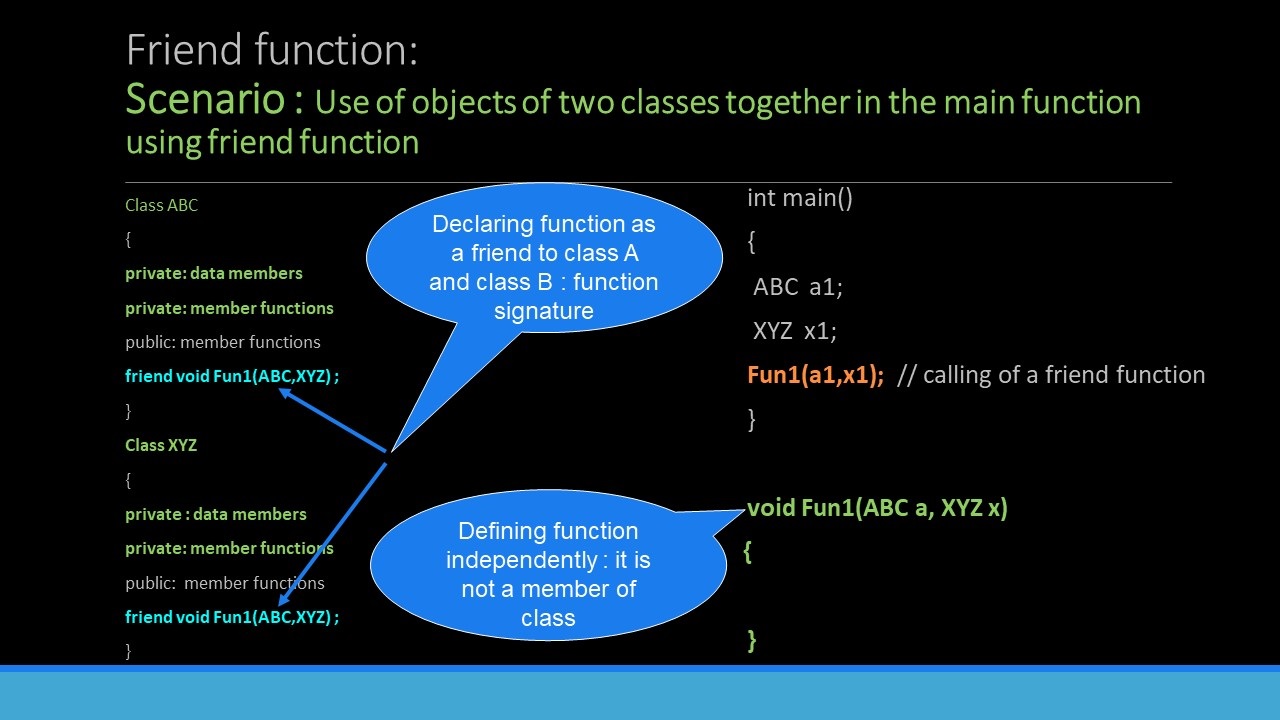 Friend function:
Scenario : Use of objects of two classes together in the main function
using friend function
Class ABC
{
private: data members
private: member functions
public: member functions
friend void Fun1(ABC,XYZ) ;
}
Class XYZ
{
private : data members
private: member functions
public:  member functions
friend void Fun1(ABC,XYZ) ;
}
Declaring function as
a friend to class A
and class B : function
signature
Defining function
independently : it is
not a member of
class
int main()
{
ABC  a1;
XYZ  x1;
Fun1(a1,x1);  // calling of a friend function
}
void Fun1(ABC a, XYZ x)
{
}